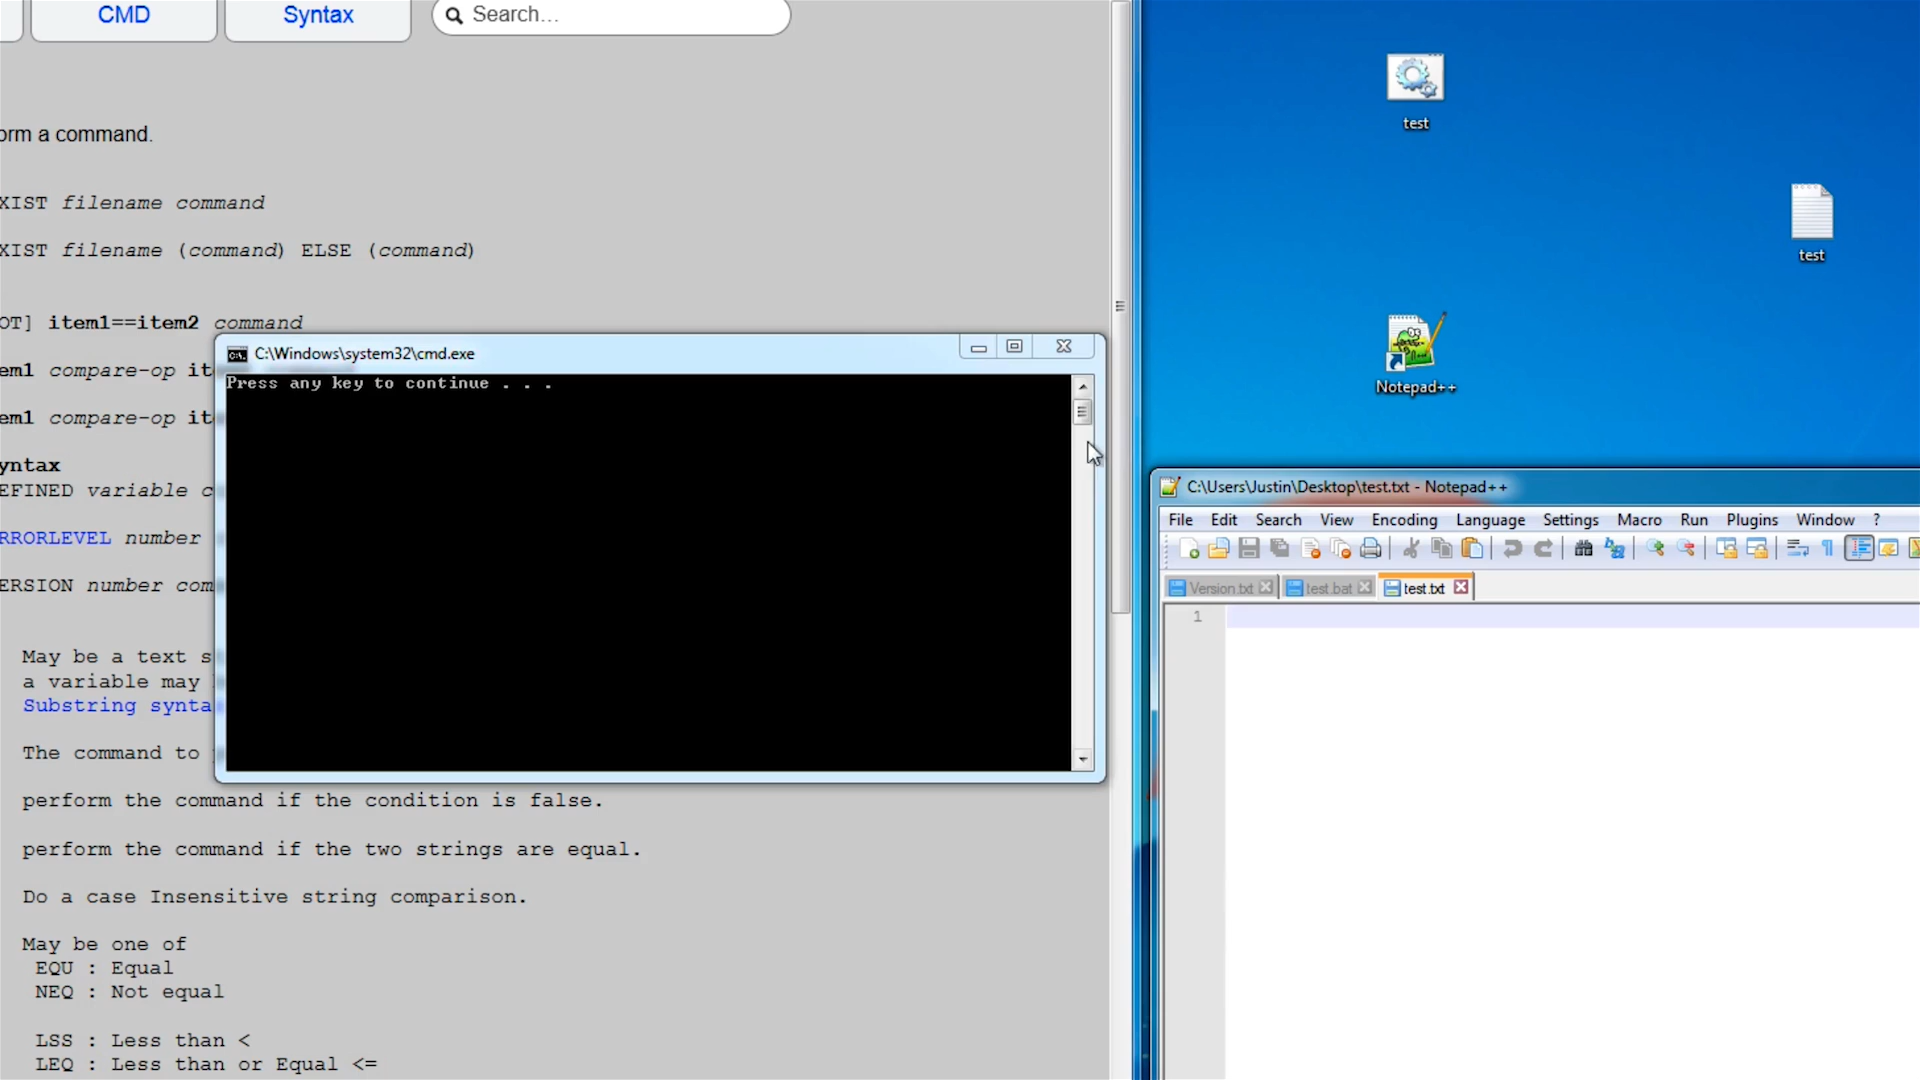 CMD
Syntax
Search...
orm a command.
XIST filename command
XIST filename (command) ELSE (command)
OT] item1==item2 command
em1 compare-op it
em1 compare-op it
yntax
EFINED variable c
RRORLEVEL number
ERSION number com
May be a text s
a variable may
Substring synta
The command to
perform the command if the condition is false.
perform the command if the two strings are equal.
Do a case Insensitive string comparison.
May be one of
EQU : Equal
NEQ : Not equal
LSS : Less than <
LEQ : Less than or Equal <=
C:\Windows\system32\cmd.exe
Press any key to continue . . .
test
test
Notepad++
C:\Users\Justin\Desktop\test.txt - Notepad++
File Edit Search View Encoding Language Settings Macro Run Plugins Window ?
Version.txt test.bat test.txt
1